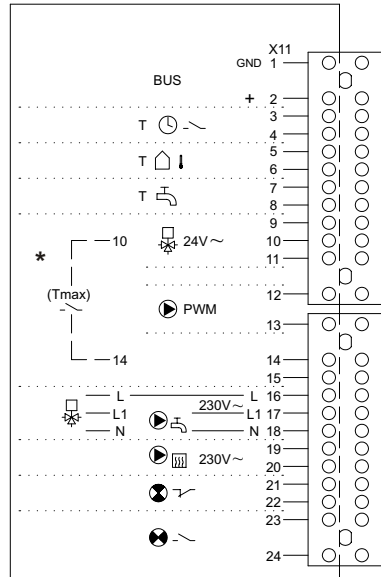 X11
GND 1
BUS
+ 2
3
T
4
5
T
6
7
T
8
9
10 24V~ 10
*
11
(Tmax)
12
PWM
13
14 14
15
L L 16
230V~
L1 L1 17
N N 18
19
230V~
20
21
22
23
24